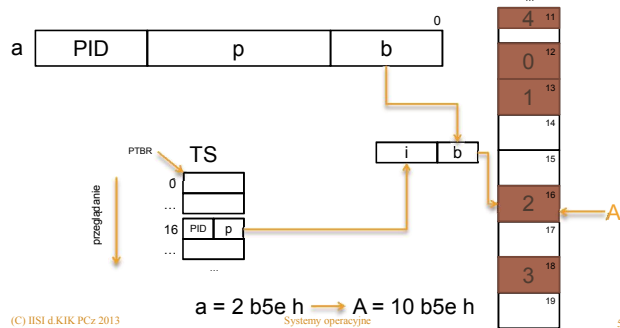 ...
4 11
0
a PID p b
0 12
1 13
14
PTBR TS
i b
15
0
...
przeglądanie
2 16
A
16 PID p
17
...
3 18
a = 2 b5e h → A = 10 b5e h
19
(C) IISI d.KIK PCz 2013
Systemy operacyjne